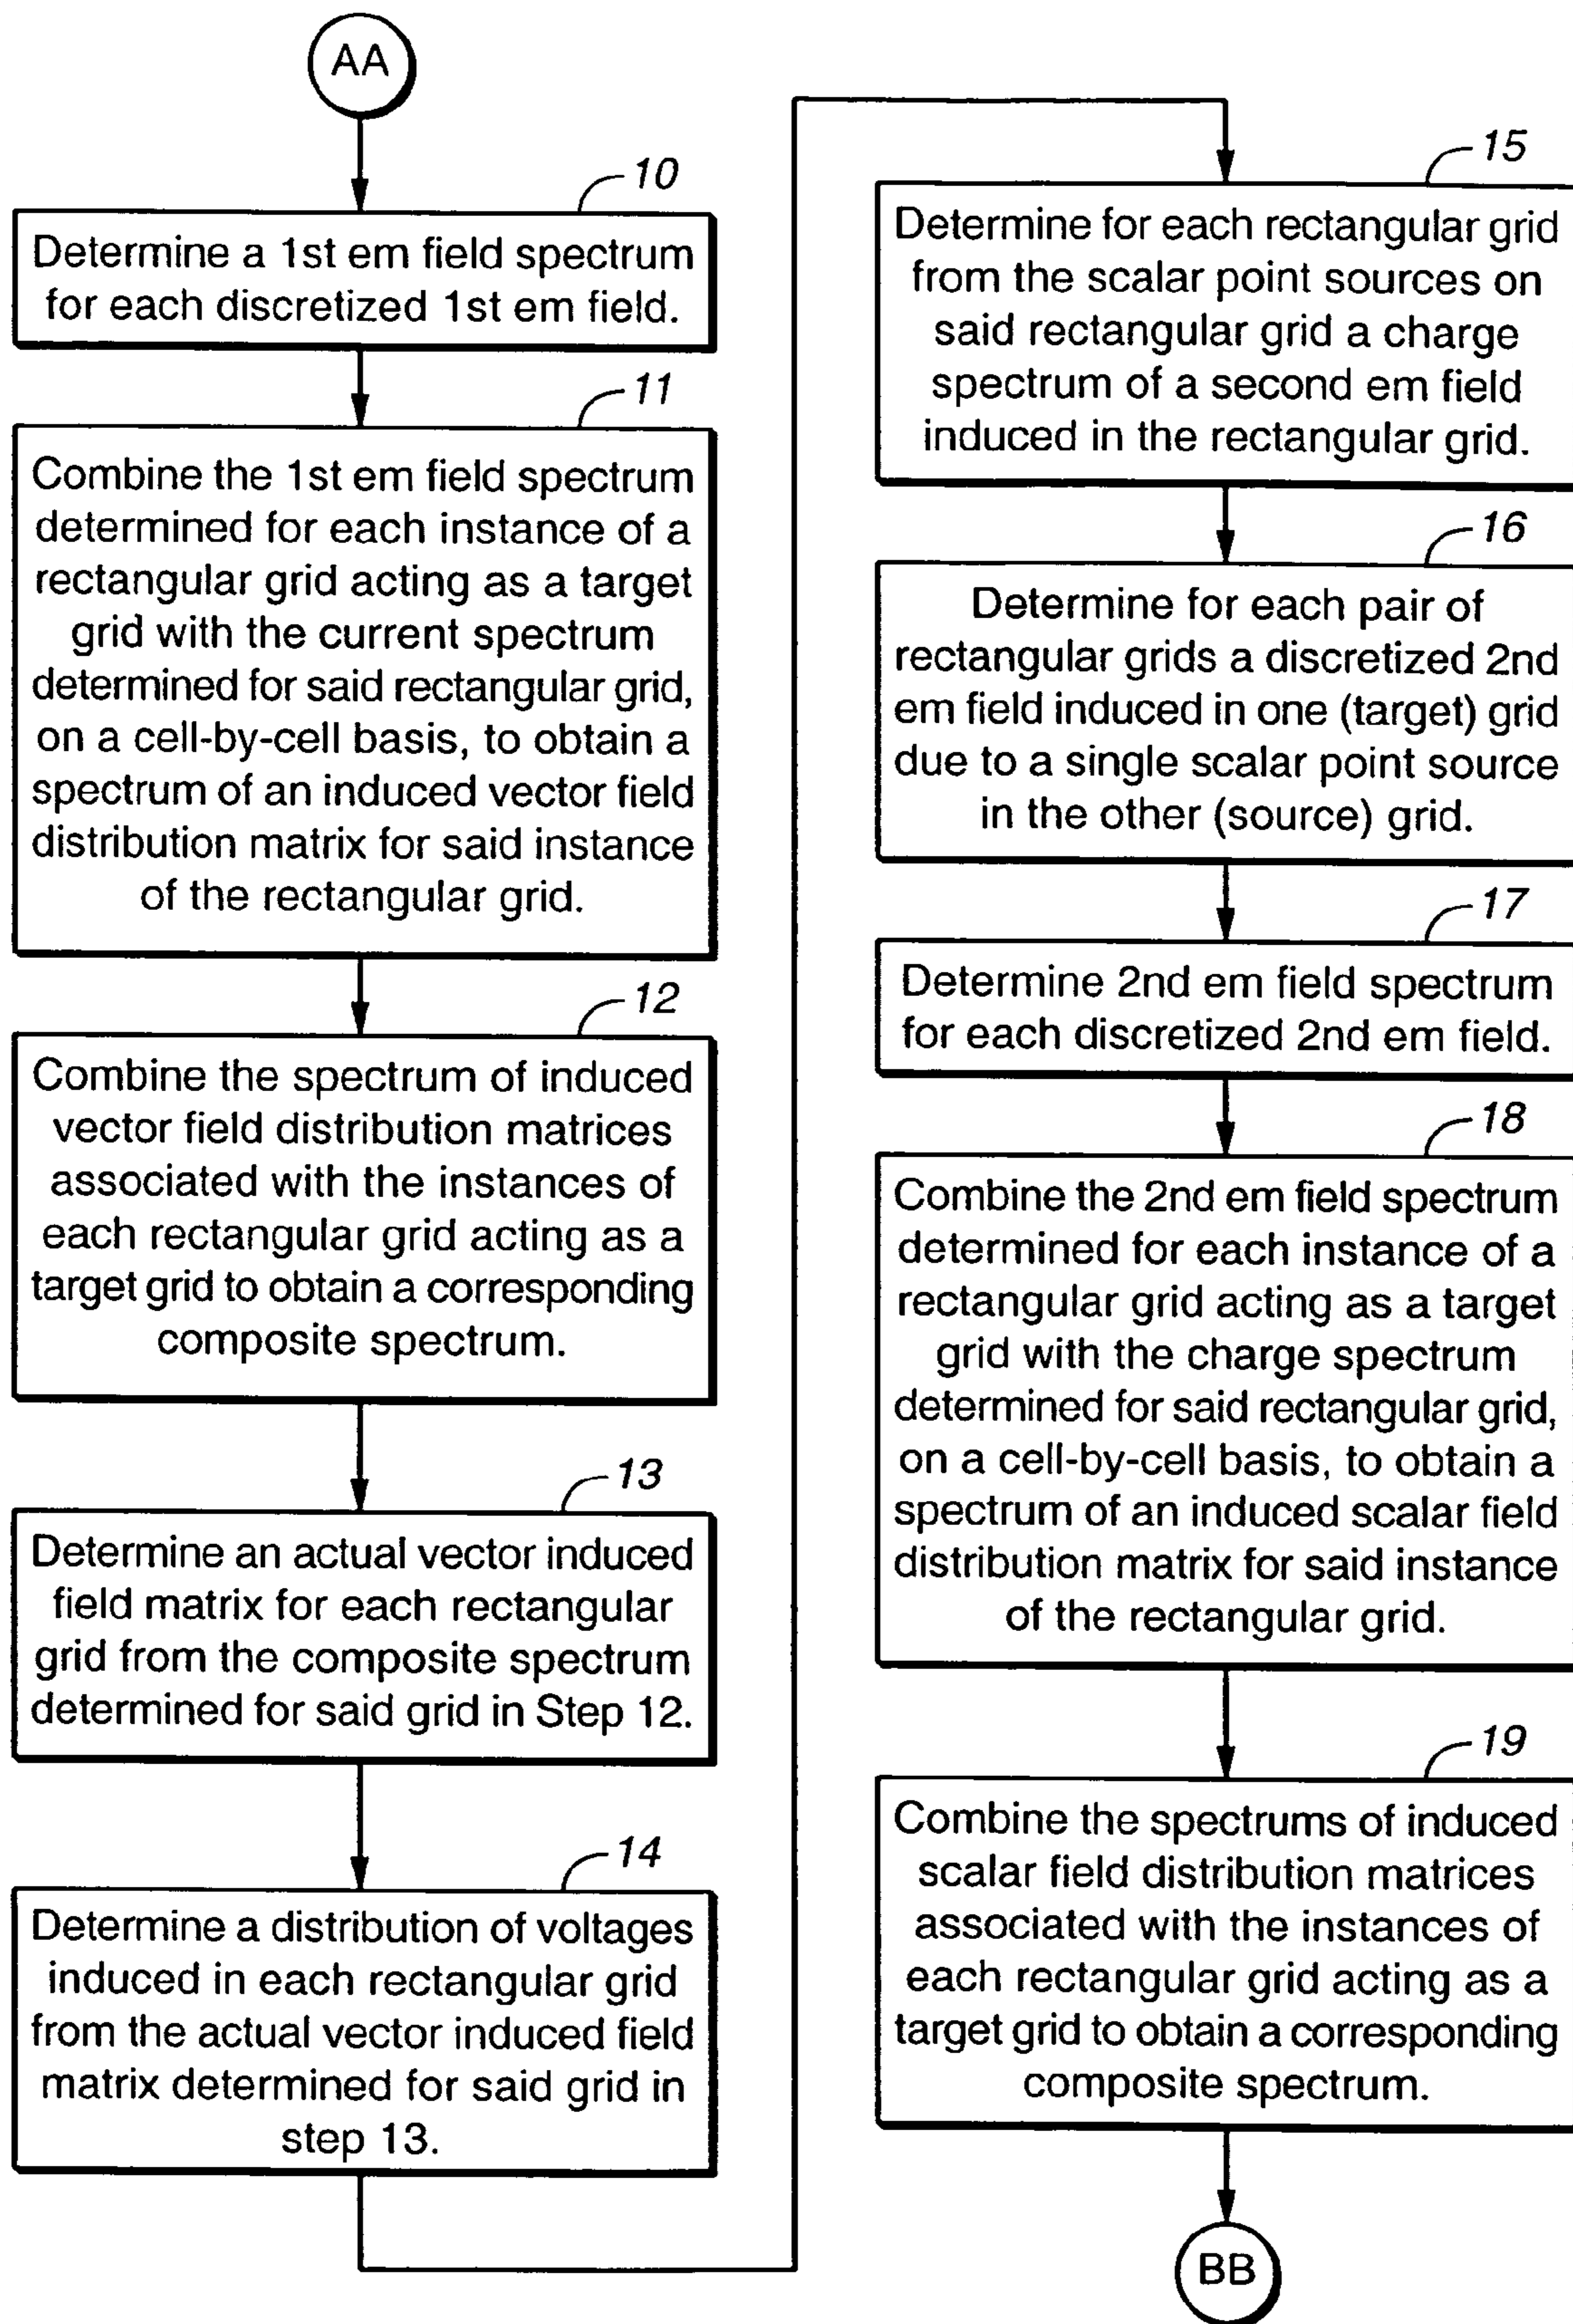 AA
10
Determine a 1st em field spectrum
for each discretized 1st em field.
11
Combine the 1st em field spectrum
determined for each instance of a
rectangular grid acting as a target
grid with the current spectrum
determined for said rectangular grid,
on a cell-by-cell basis, to obtain a
spectrum of an induced vector field
distribution matrix for said instance
of the rectangular grid.
12
Combine the spectrum of induced
vector field distribution matrices
associated with the instances of
each rectangular grid acting as a
target grid to obtain a corresponding
composite spectrum.
13
Determine an actual vector induced
field matrix for each rectangular
grid from the composite spectrum
determined for said grid in Step 12.
14
Determine a distribution of voltages
induced in each rectangular grid
from the actual vector induced field
matrix determined for said grid in
step 13.
15
Determine for each rectangular grid
from the scalar point sources on
said rectangular grid a charge
spectrum of a second em field
induced in the rectangular grid.
16
Determine for each pair of
rectangular grids a discretized 2nd
em field induced in one (target) grid
due to a single scalar point source
in the other (source) grid.
17
Determine 2nd em field spectrum
for each discretized 2nd em field.
18
Combine the 2nd em field spectrum
determined for each instance of a
rectangular grid acting as a target
grid with the charge spectrum
determined for said rectangular grid,
on a cell-by-cell basis, to obtain a
spectrum of an induced scalar field
distribution matrix for said instance
of the rectangular grid.
19
Combine the spectrums of induced
scalar field distribution matrices
associated with the instances of
each rectangular grid acting as a
target grid to obtain a corresponding
composite spectrum.
BB